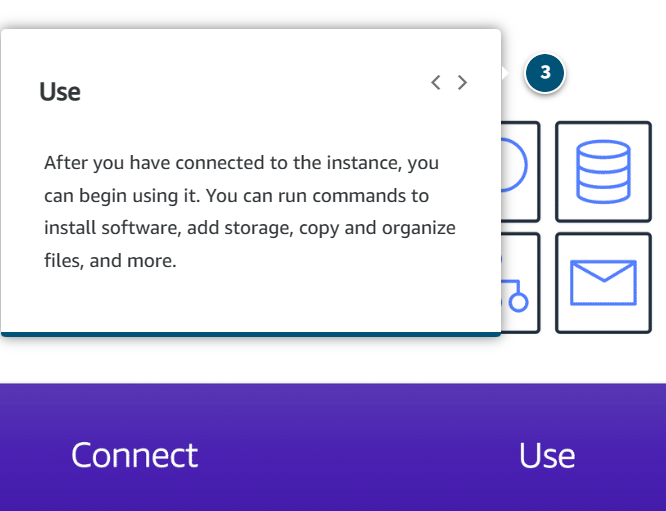 Use
3
After you have connected to the instance, you
can begin using it. You can run commands to
install software, add storage, copy and organize
files, and more.
Connect
Use